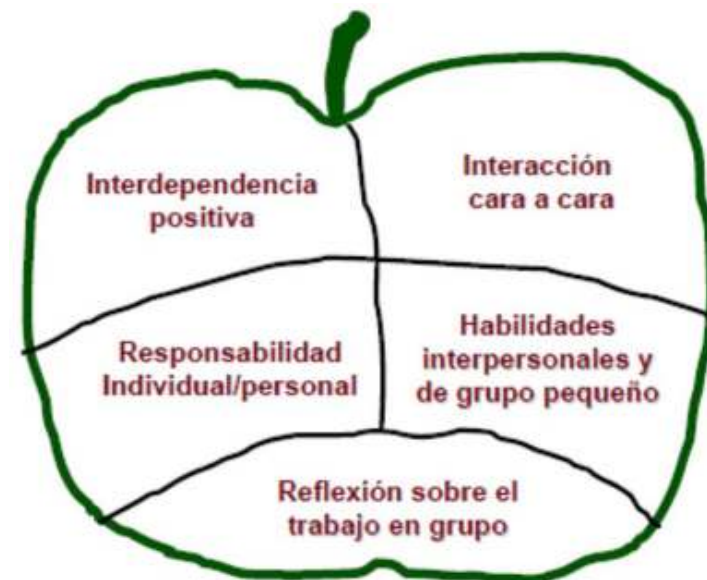 Interdependencia
positiva
Interacción
cara a cara
Responsabilidad
Individual/personal
Habilidades
interpersonales y
de grupo pequeño
Reflexión sobre el
trabajo en grupo